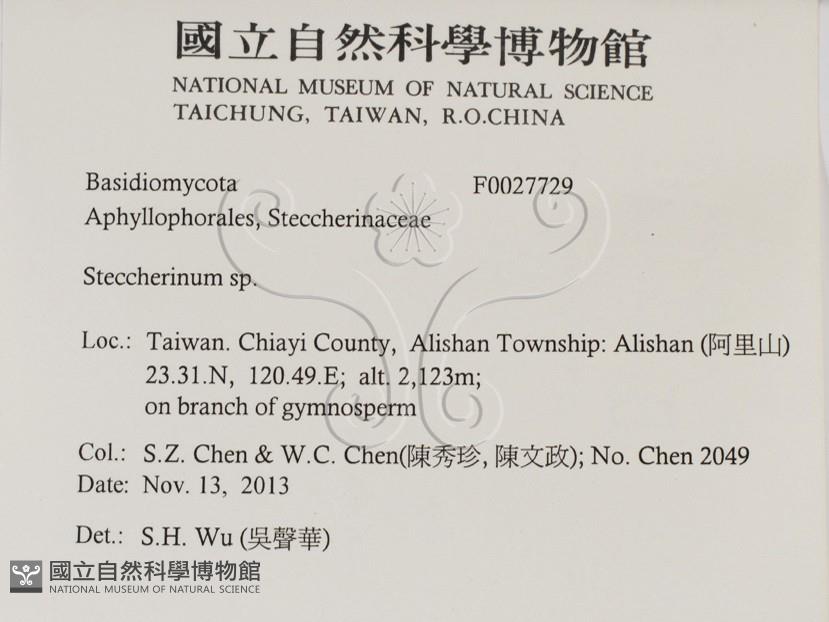 國立自然科學博物館
NATIONAL MUSEUM OF NATURAL SCIENCE
TAICHUNG, TAIWAN, R.O.CHINA
Basidiomycota F0027729
Aphyllophorales, Steccherinaceae
Steccherinum sp.
Loc.: Taiwan. Chiayi County, Alishan Township: Alishan (阿里山)
23.31.N, 120.49.E; alt. 2,123m;
on branch of gymnosperm
Col.: S.Z. Chen & W.C. Chen(陳秀珍, 陳文政); No. Chen 2049
Date: Nov. 13, 2013
Det.: S.H. Wu (吳聲華)
國立自然科學博物館
NATIONAL MUSEUM OF NATURAL SCIENCE